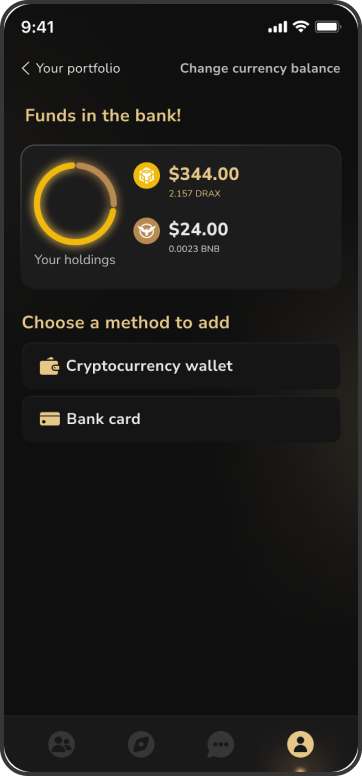 9:41
Your portfolio
Change currency balance
Funds in the bank!
$344.00
2.157 DRAX
$24.00
0.0023 BNB
Your holdings
Choose a method to add
Cryptocurrency wallet
Bank card